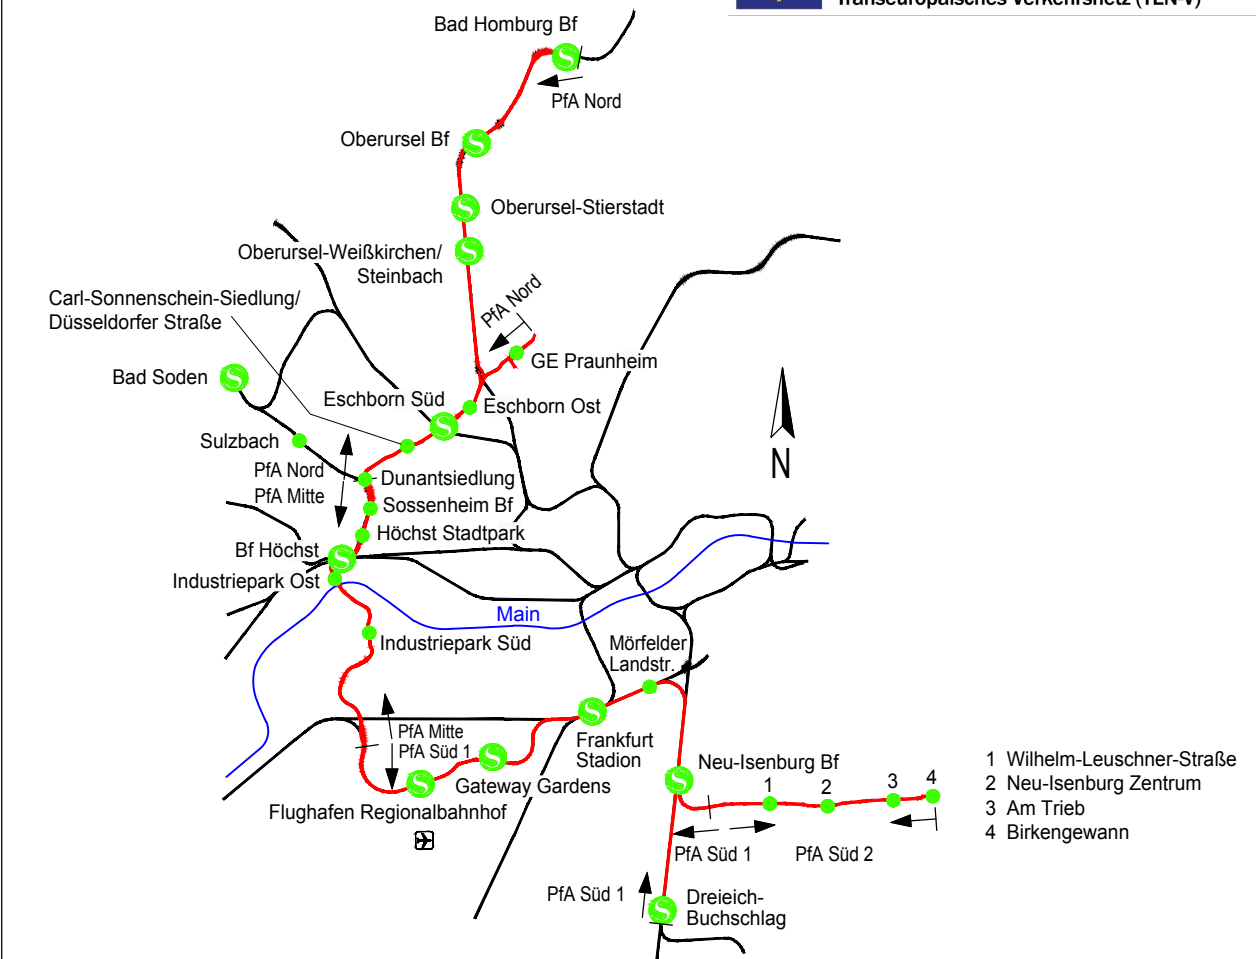 Transeuropäisches Verkehrsnetz (TEN-V)
Bad Homburg Bf
PfA Nord
Oberursel Bf
Oberursel-Stierstadt
Oberursel-Weißkirchen/
Steinbach
Carl-Sonnenschein-Siedlung/
Düsseldorfer Straße
PfA Nord
GE Praunheim
Bad Soden
Eschborn Süd
Eschborn Ost
Sulzbach
PfA Nord
PfA Mitte
Dunantsiedlung
Sossenheim Bf
Höchst Stadtpark
Bf Höchst
Industriepark Ost
N
Main
Industriepark Süd
Mörfelder
Landstr.
PfA Mitte
PfA Süd 1
Frankfurt
Stadion
Gateway Gardens
Flughafen Regionalbahnhof
Neu-Isenburg Bf
1
2
3
4
PfA Süd 1
PfA Süd 2
1 Wilhelm-Leuschner-Straße
2 Neu-Isenburg Zentrum
3 Am Trieb
4 Birkengewann
PfA Süd 1
Dreieich-
Buchschlag